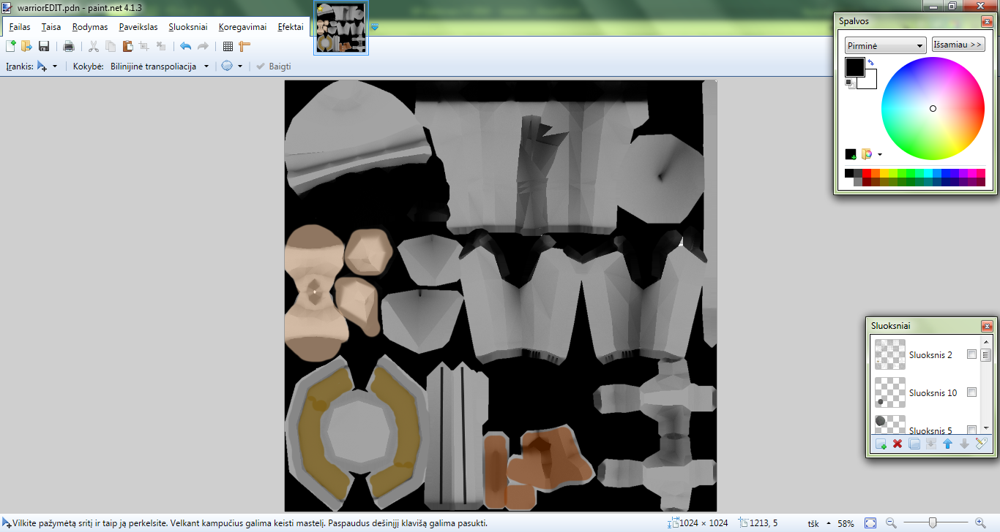 warriorEDIT.pdn - paint.net 4.1.3
Failas Taisa Rodymas Paveikslas Sluoksniai Koregavimai Efektai
Įrankis:
Kokybė: Bilinijinė transpoliacija
Baigti
Spalvos
Pirminė
Išsamiau >>
Sluoksniai
Sluoksnis 2
Sluoksnis 10
Sluoksnis 5
Vilkite pažymėtą sritį ir taip ją perkelsite. Velkant kampučius galima keisti mastelį. Paspaudus dešinįjį klavišą galima pasukti.
1024 × 1024
1213, 5
tšk
58%